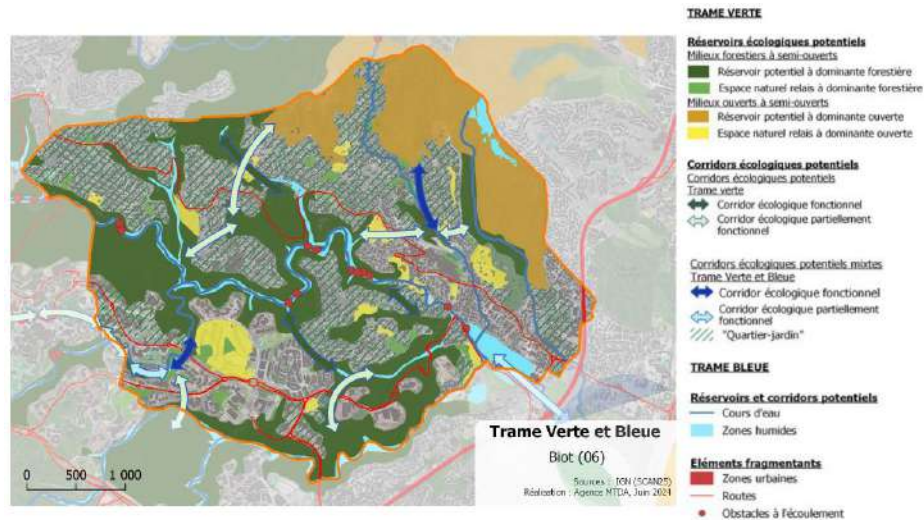 TRAME VERTE
Réservoirs écologiques potentiels
Milieux forestiers à semi-ouverts
Réservoir potentiel à dominante forestière
Espace naturel relais à dominante forestière
Milieux ouverts à semi-ouverts
Réservoir potentiel à dominante ouverte
Espace naturel relais à dominante ouverte
Corridors écologiques potentiels
Corridors écologiques potentiels
Trame verte
Corridor écologique fonctionnel
Corridor écologique partiellement
fonctionnel
Corridors écologiques potentiels mixtes
Trame Verte et Bleue
Corridor écologique fonctionnel
Corridor écologique partiellement
fonctionnel
"Quartier-jardin"
TRAME BLEUE
Réservoirs et corridors potentiels
Cours d'eau
Zones humides
Eléments fragmentants
Zones urbaines
Routes
Obstacles à l'écoulement
Trame Verte et Bleue
Biot (06)
Sources : IGN (SCAN25)
Réalisation : Agence MTDA, Juin 2024
0 500 1 000